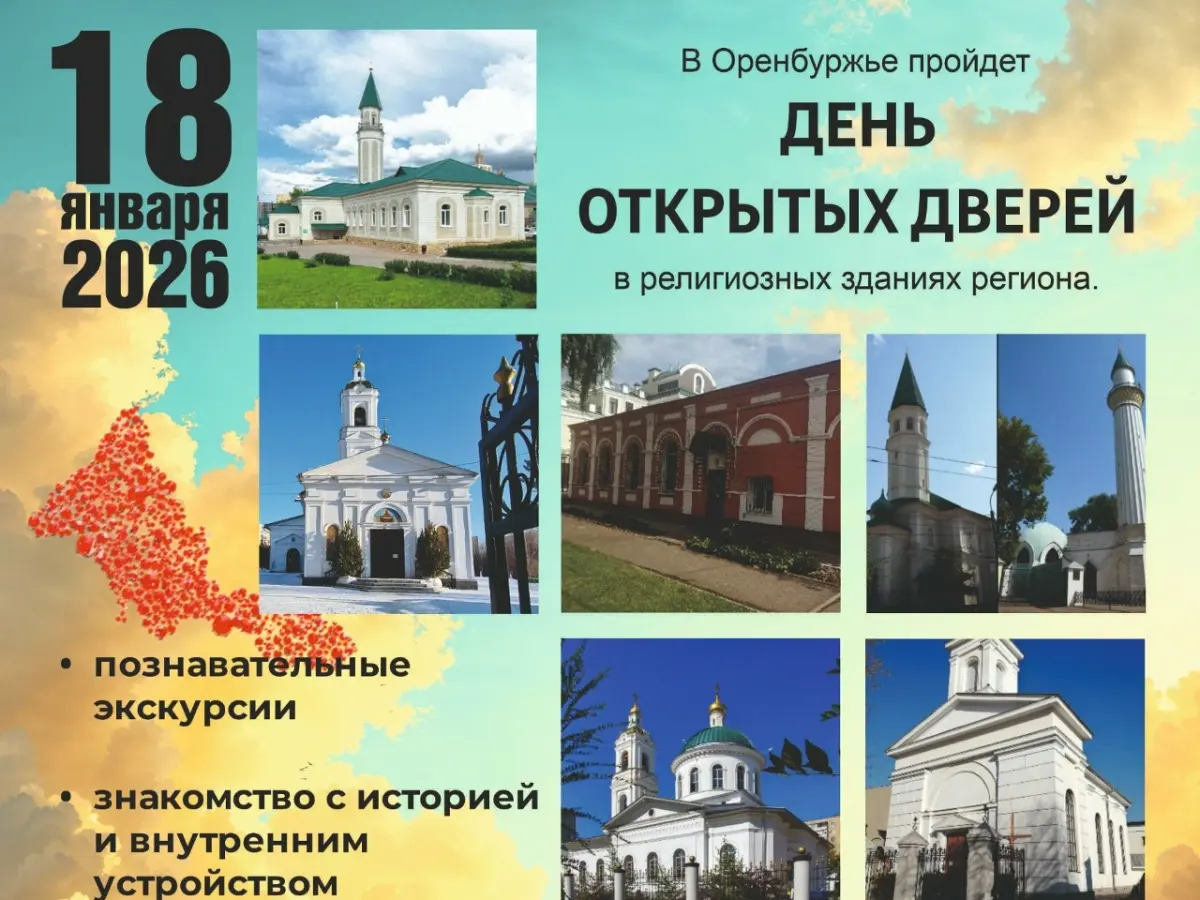 18
января
2026
В Оренбуржье пройдет
ДЕНЬ
ОТКРЫТЫХ ДВЕРЕЙ
в религиозных зданиях региона.
• познавательные
экскурсии
• знакомство с историей
и внутренним
устройством